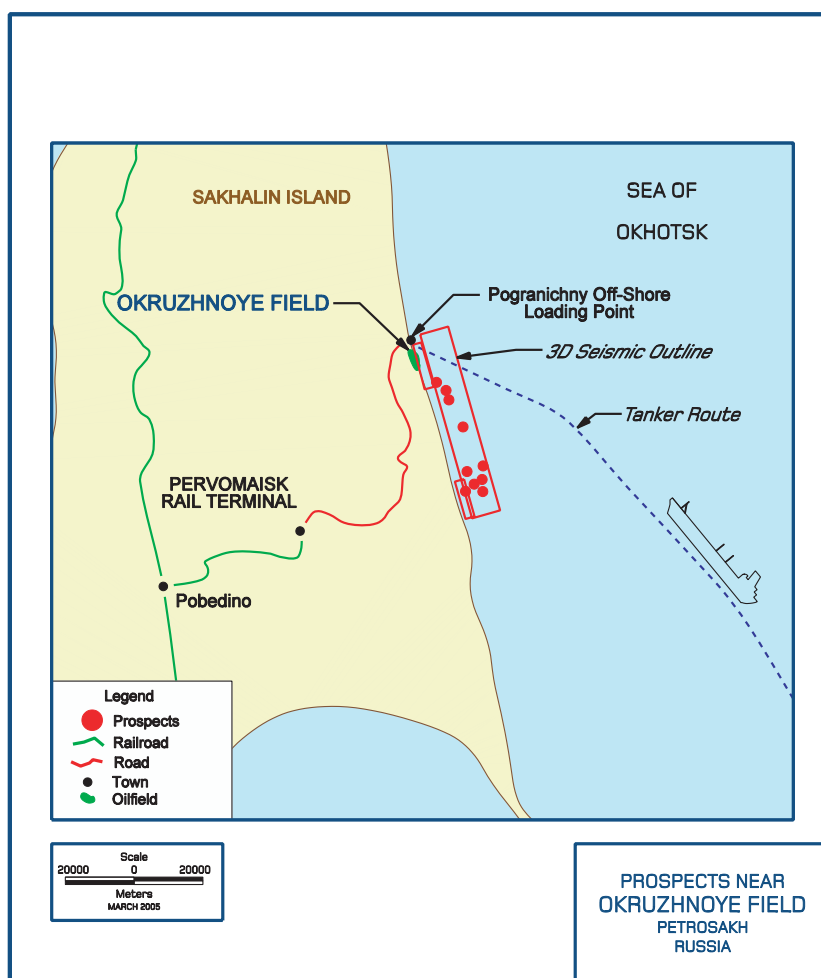 SAKHALIN ISLAND
SEA OF
OKHOTSK
OKRUZHNOYE FIELD
Pogranichny Off-Shore
Loading Point
3D Seismic Outline
Tanker Route
PERVOMAISK
RAIL TERMINAL
Pobedino
Legend
Prospects
Railroad
Road
Town
Oilfield
Scale
20000 0 20000
Meters
MARCH 2005
PROSPECTS NEAR
OKRUZHNOYE FIELD
PETROSAKH
RUSSIA